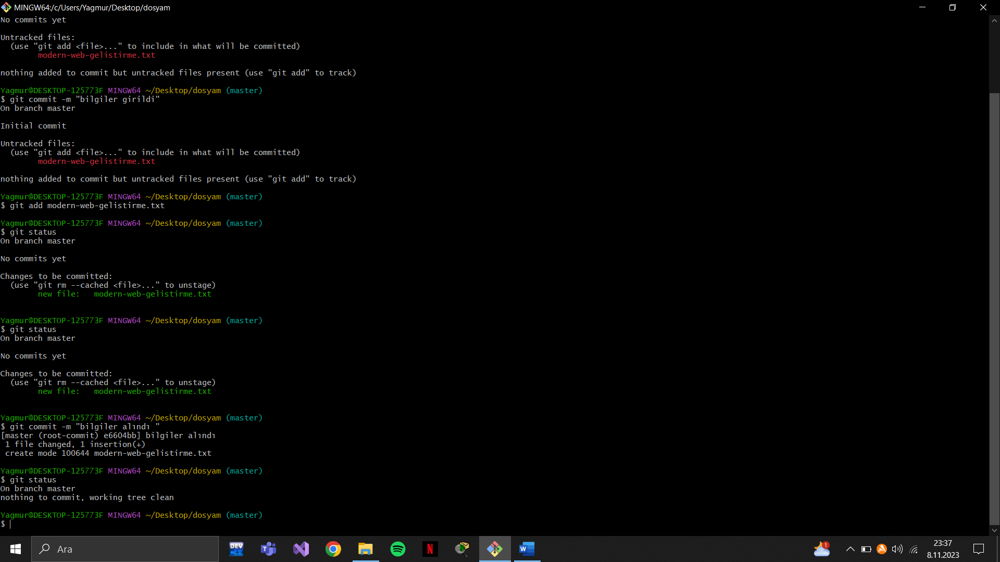 MINGW64:/c/Users/Yagmur/Desktop/dosyam
No commits yet
Untracked files:
(use "git add <file>..." to include in what will be committed)
modern-web-gelistirme.txt
nothing added to commit but untracked files present (use "git add" to track)
Yagmur@DESKTOP-125773F MINGW64 ~/Desktop/dosyam (master)
$ git commit -m "bilgiler girildi"
On branch master
Initial commit
Untracked files:
(use "git add <file>..." to include in what will be committed)
modern-web-gelistirme.txt
nothing added to commit but untracked files present (use "git add" to track)
Yagmur@DESKTOP-125773F MINGW64 ~/Desktop/dosyam (master)
$ git add modern-web-gelistirme.txt
Yagmur@DESKTOP-125773F MINGW64 ~/Desktop/dosyam (master)
$ git status
On branch master
No commits yet
Changes to be committed:
(use "git rm --cached <file>..." to unstage)
new file:   modern-web-gelistirme.txt
Yagmur@DESKTOP-125773F MINGW64 ~/Desktop/dosyam (master)
$ git status
On branch master
No commits yet
Changes to be committed:
(use "git rm --cached <file>..." to unstage)
new file:   modern-web-gelistirme.txt
Yagmur@DESKTOP-125773F MINGW64 ~/Desktop/dosyam (master)
$ git commit -m "bilgiler alındı "
[master (root-commit) e6604bb] bilgiler alındı
1 file changed, 1 insertion(+)
create mode 100644 modern-web-gelistirme.txt
Yagmur@DESKTOP-125773F MINGW64 ~/Desktop/dosyam (master)
$ git status
On branch master
nothing to commit, working tree clean
Yagmur@DESKTOP-125773F MINGW64 ~/Desktop/dosyam (master)
$
Ara
DEV C++
T
N
W
1
23:37
8.11.2023